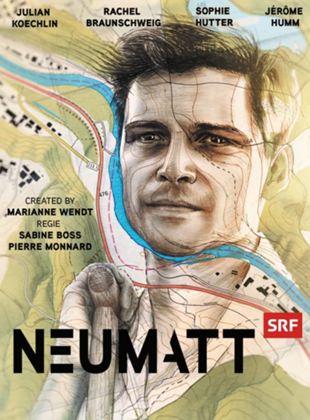 JULIAN KOECHLIN
RACHEL BRAUNSCHWEIG
SOPHIE HUTTER
JÉRÔME HUMM
476
CREATED BY
MARIANNE WENDT
REGIE
SABINE BOSS
PIERRE MONNARD
SRF
NEUMATT